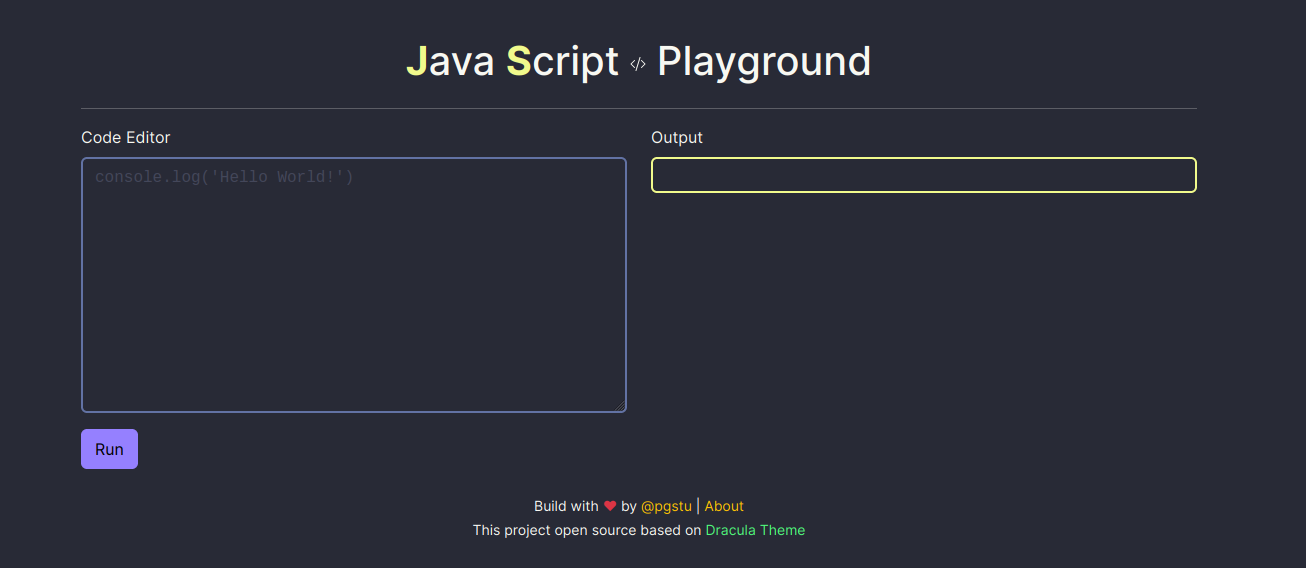 Java Script </> Playground
Code Editor
Output
console.log('Hello World!')
Run
Build with ❤ by @pgstu | About
This project open source based on Dracula Theme